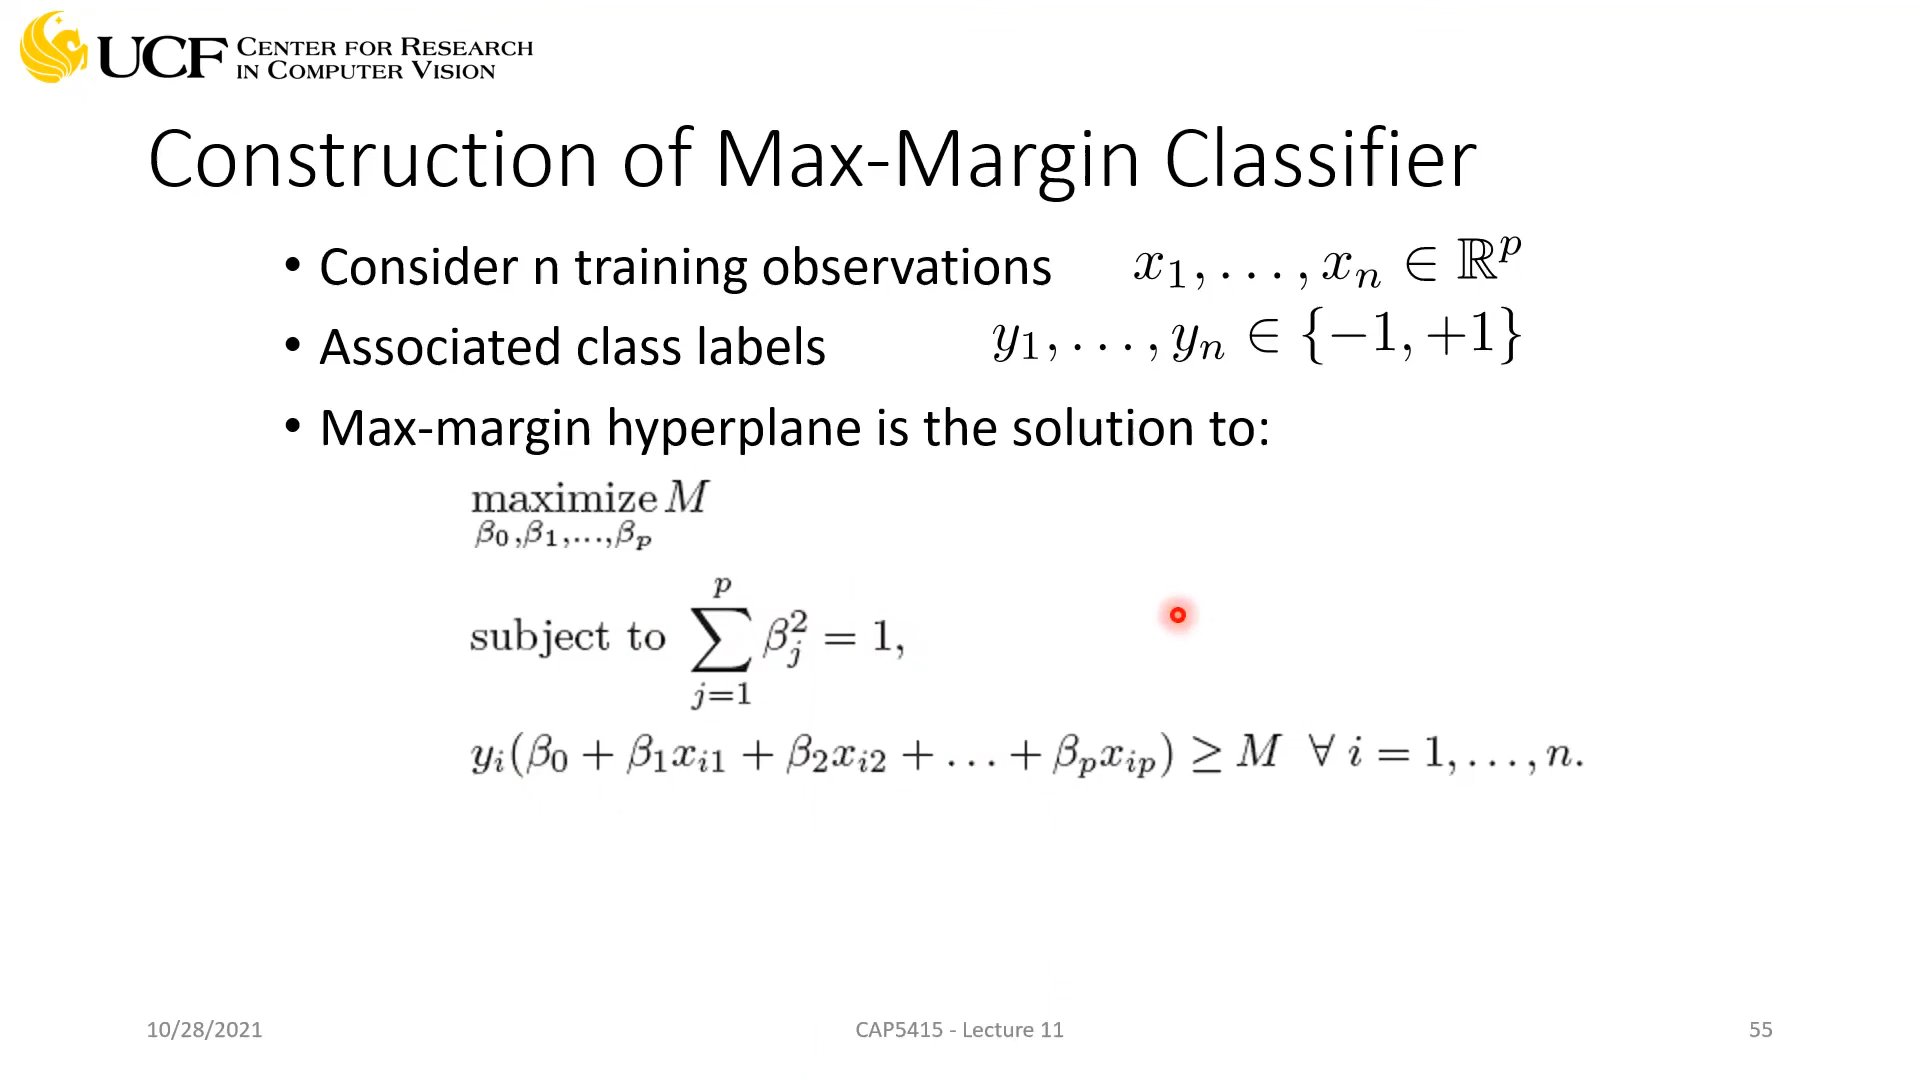 UCF CENTER FOR RESEARCH
IN COMPUTER VISION
Construction of Max-Margin Classifier
• Consider n training observations x₁, . . . , xₙ ∈ ℝᵖ
• Associated class labels y₁, . . . , yₙ ∈ {−1, +1}
• Max-margin hyperplane is the solution to:
maximize M
β₀,β₁,...,βₚ
p
subject to ∑ βⱼ² = 1,
j=1
yᵢ(β₀ + β₁xᵢ₁ + β₂xᵢ₂ + . . . + βₚxᵢₚ) ≥ M ∀ i = 1, . . . , n.
10/28/2021 CAP5415 - Lecture 11 55